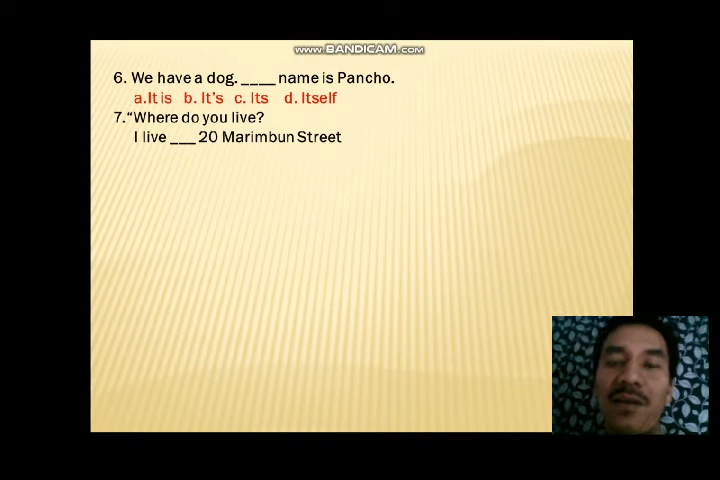 www.BANDICAM.com
6. We have a dog. ____ name is Pancho.
a.It is b. It's c. Its d. Itself
7."Where do you live?
I live ___ 20 Marimbun Street